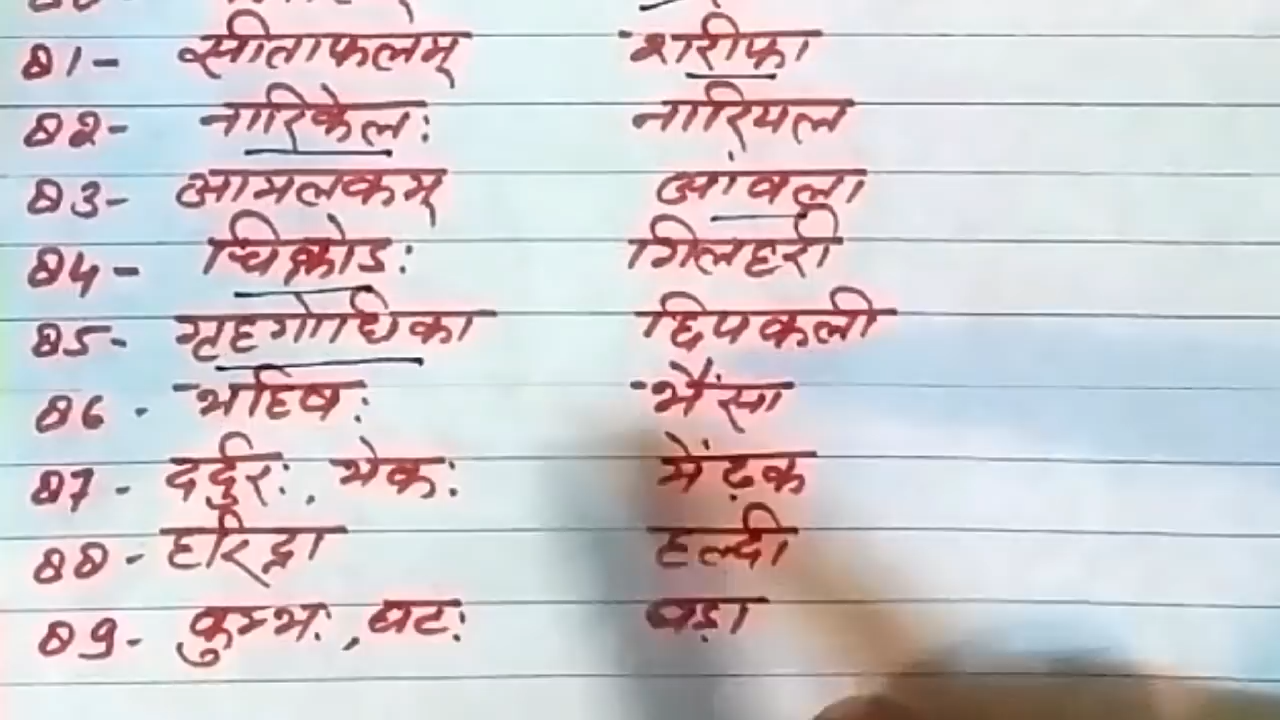 81- सीताफलम् शरीफा
82- नारिकेलः नारियल
83- आमलकम् आंवला
84- चिक्रोडः गिलहरी
85- गृहगोधिका छिपकली
86 - महिषः भैंसा
87 - दर्दुरः, भेकः मेंढ़क
88 - हरिद्रा हल्दी
89- कुम्भः, घटः घड़ा